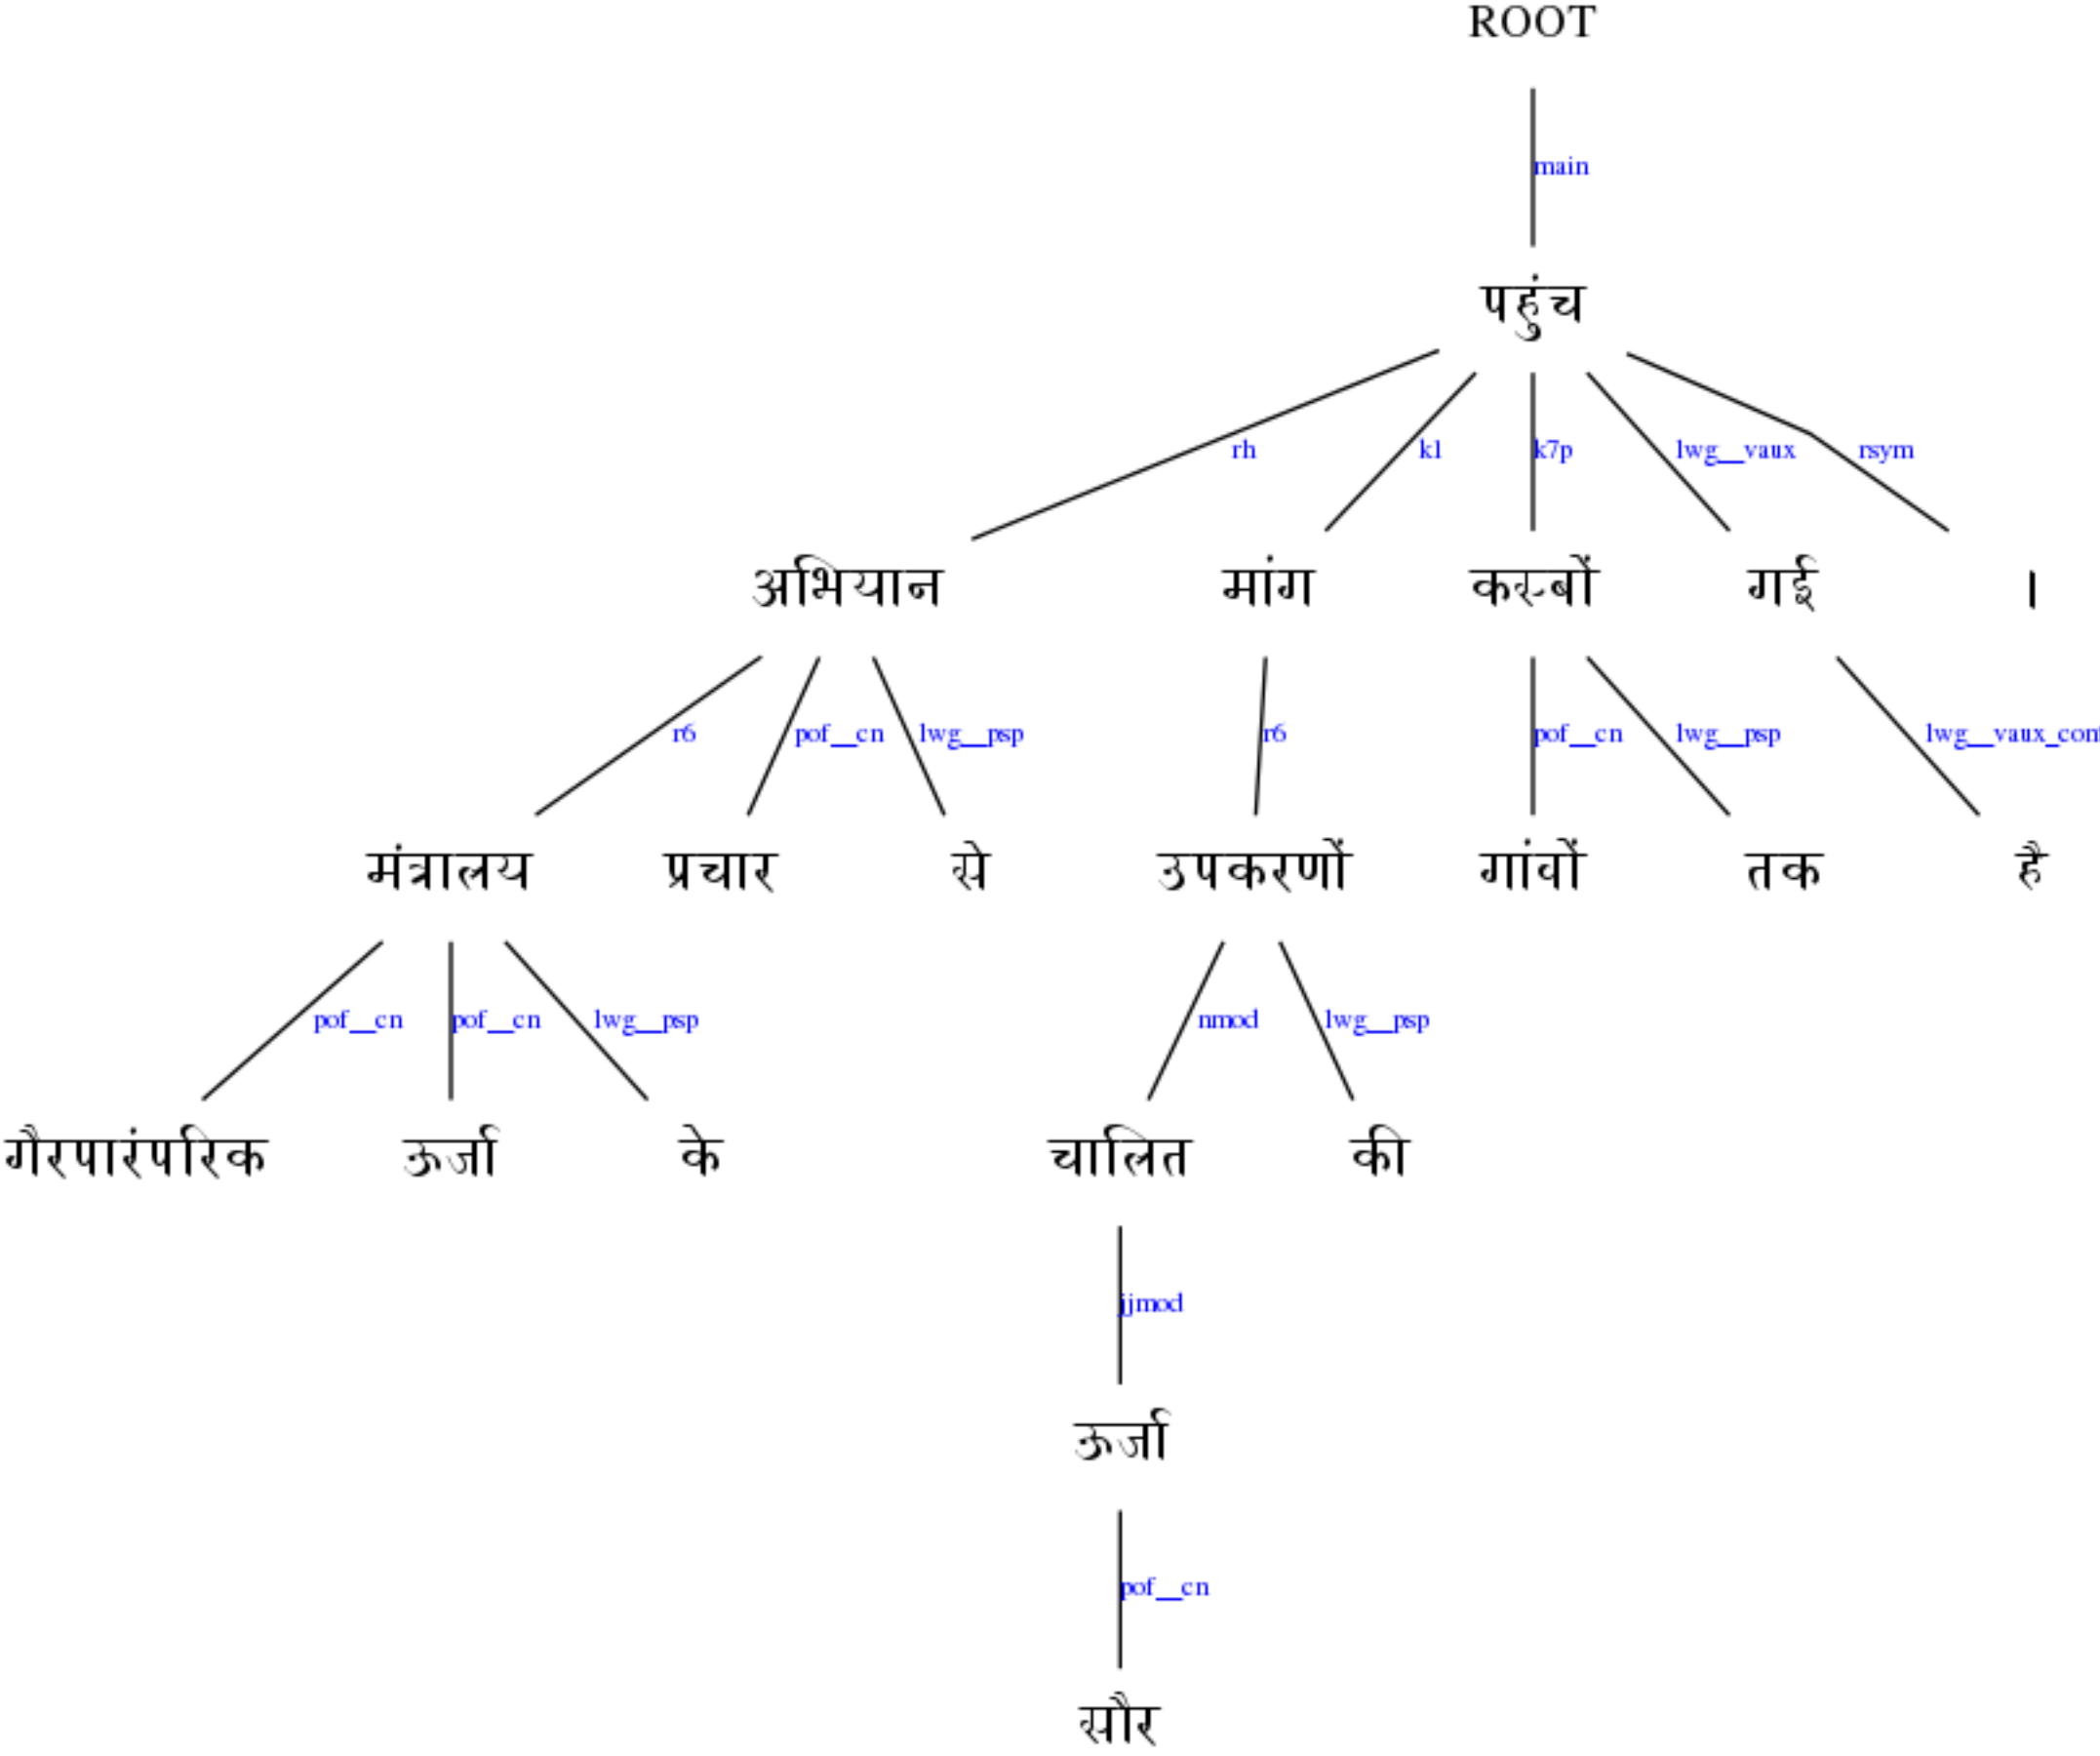 ROOT
main
पहुंच
rh k1 k7p lwg__vaux rsym
अभियान मांग कस्बों गई ।
r6 pof__cn lwg__psp r6 pof__cn lwg__psp lwg__vaux_con
मंत्रालय प्रचार से उपकरणों गांवों तक है
pof__cn pof__cn lwg__psp nmod lwg__psp
गैरपारंपरिक ऊर्जा के चालित की
jjmod
ऊर्जा
pof__cn
सौर